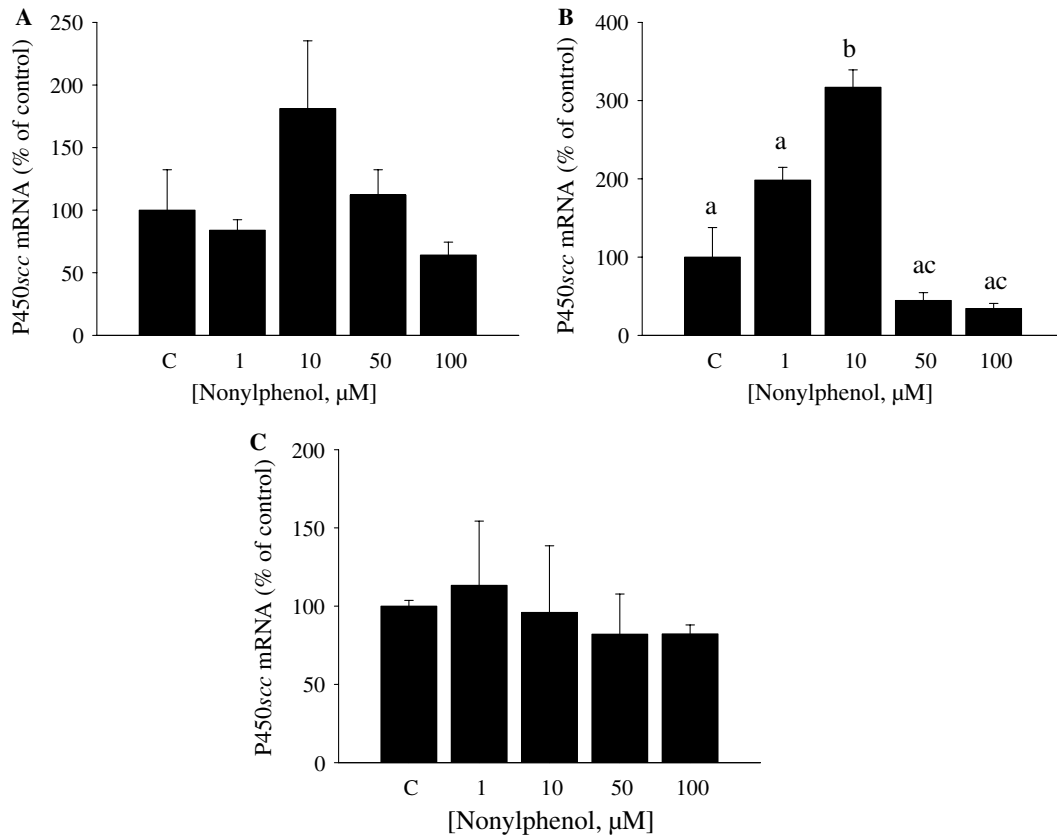 A
P450scc mRNA (% of control)
250
200
150
100
50
0
C 1 10 50 100
[Nonylphenol, µM]
B
P450scc mRNA (% of control)
400
300
200
100
0
a a b ac ac
C 1 10 50 100
[Nonylphenol, µM]
C
P450scc mRNA (% of control)
200
150
100
50
0
C 1 10 50 100
[Nonylphenol, µM]